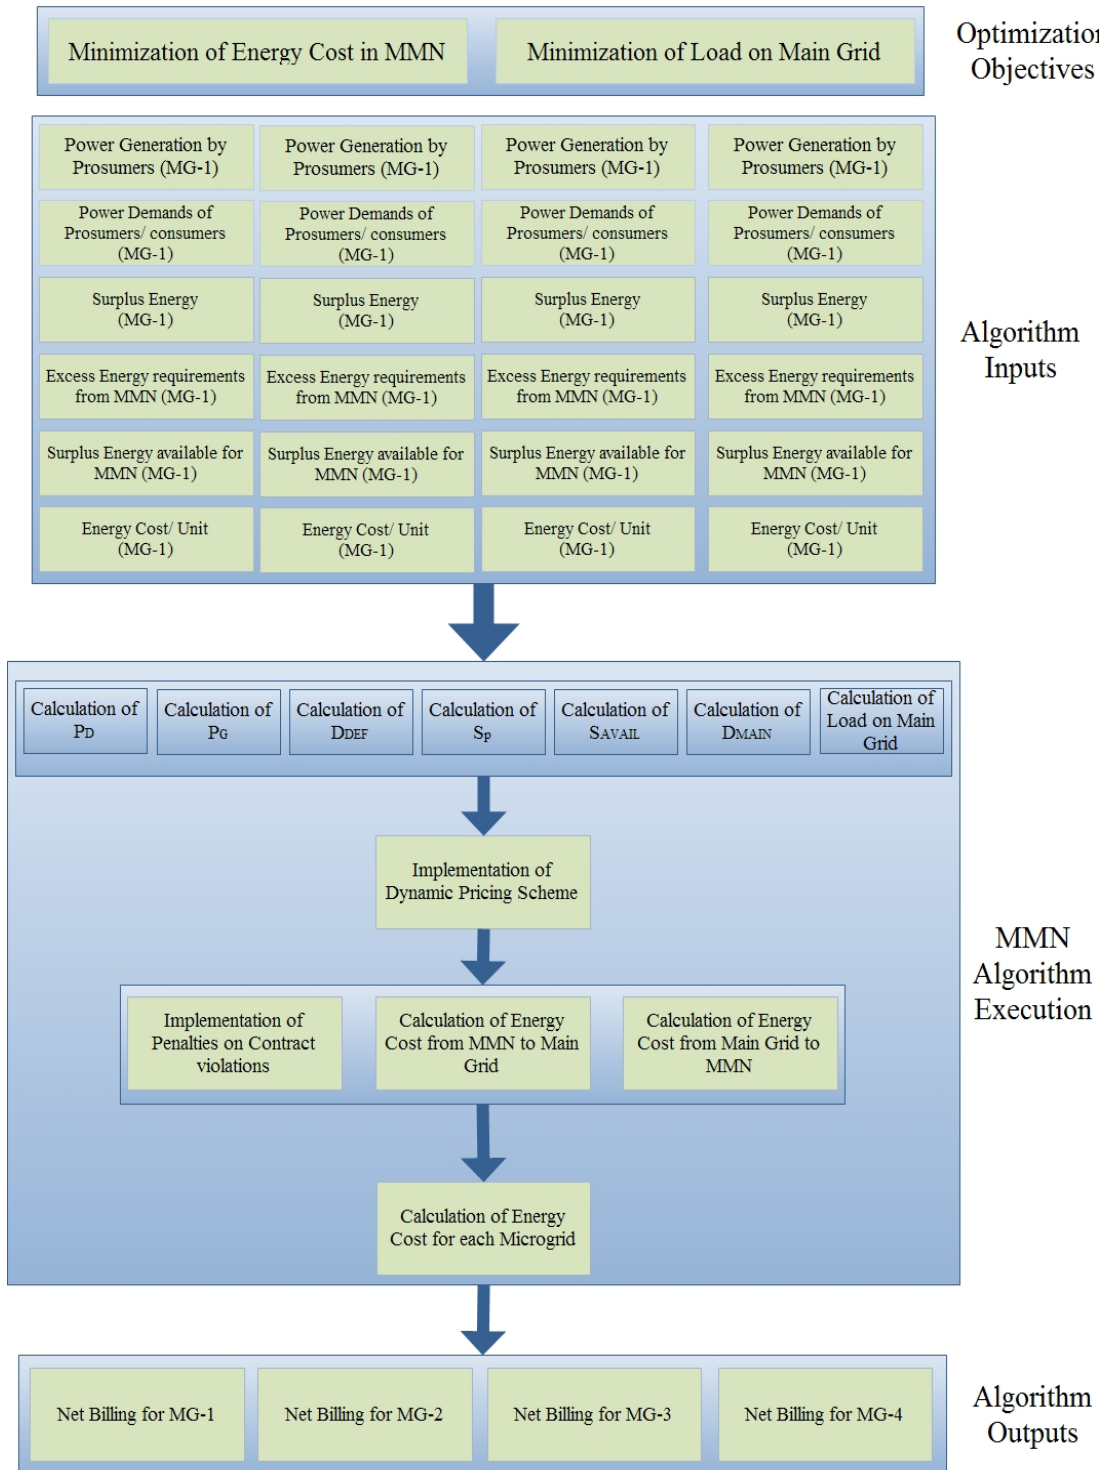 Minimization of Energy Cost in MMN
Minimization of Load on Main Grid
Optimization
Objectives
Power Generation by
Prosumers (MG-1)
Power Generation by
Prosumers (MG-1)
Power Generation by
Prosumers (MG-1)
Power Generation by
Prosumers (MG-1)
Power Demands of
Prosumers/ consumers
(MG-1)
Power Demands of
Prosumers/ consumers
(MG-1)
Power Demands of
Prosumers/ consumers
(MG-1)
Power Demands of
Prosumers/ consumers
(MG-1)
Surplus Energy
(MG-1)
Surplus Energy
(MG-1)
Surplus Energy
(MG-1)
Surplus Energy
(MG-1)
Excess Energy requirements
from MMN (MG-1)
Excess Energy requirements
from MMN (MG-1)
Excess Energy requirements
from MMN (MG-1)
Excess Energy requirements
from MMN (MG-1)
Surplus Energy available for
MMN (MG-1)
Surplus Energy available for
MMN (MG-1)
Surplus Energy available for
MMN (MG-1)
Surplus Energy available for
MMN (MG-1)
Energy Cost/ Unit
(MG-1)
Energy Cost/ Unit
(MG-1)
Energy Cost/ Unit
(MG-1)
Energy Cost/ Unit
(MG-1)
Algorithm
Inputs
Calculation of
PD
Calculation of
PG
Calculation of
DDEF
Calculation of
Sp
Calculation of
SAVAIL
Calculation of
DMAIN
Calculation of
Load on Main
Grid
Implementation of
Dynamic Pricing Scheme
Implementation of
Penalties on Contract
violations
Calculation of Energy
Cost from MMN to Main
Grid
Calculation of Energy
Cost from Main Grid to
MMN
Calculation of Energy
Cost for each Microgrid
MMN
Algorithm
Execution
Net Billing for MG-1
Net Billing for MG-2
Net Billing for MG-3
Net Billing for MG-4
Algorithm
Outputs